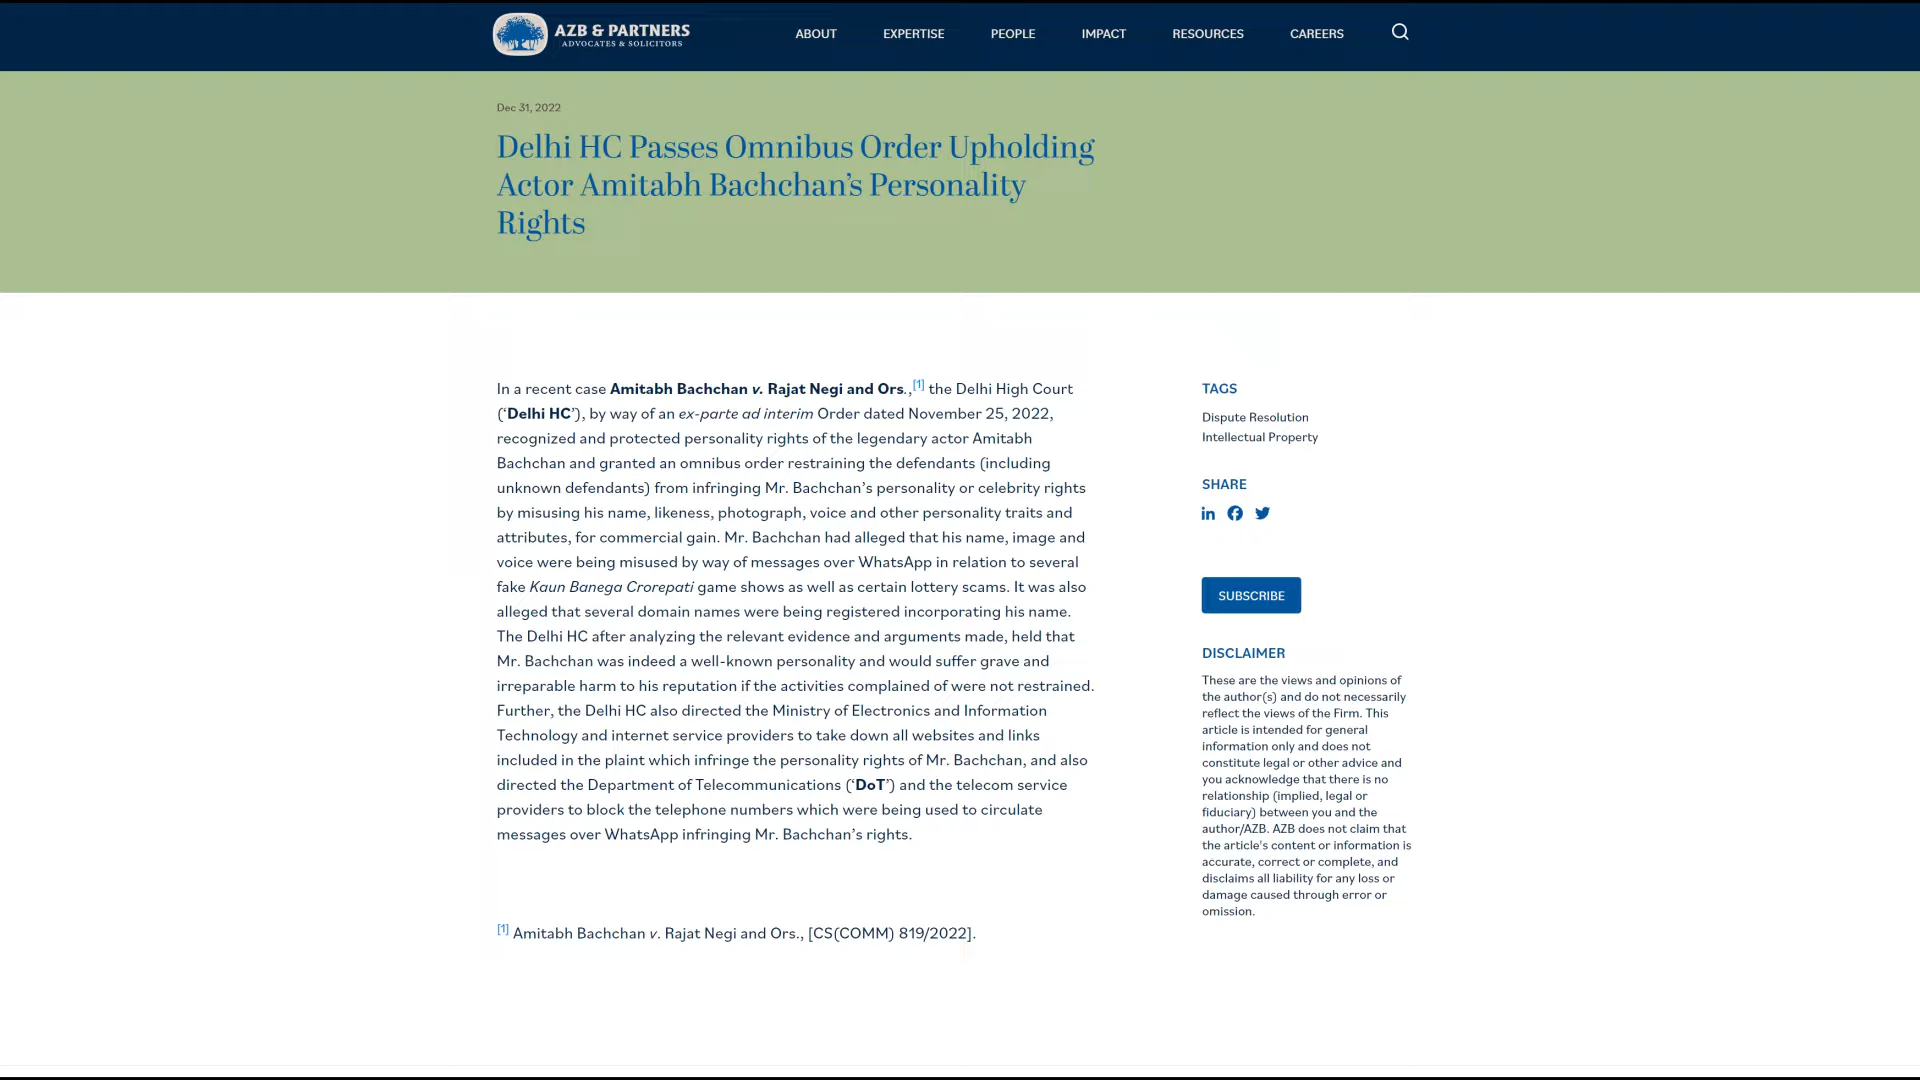 AZB & PARTNERS
ADVOCATES & SOLICITORS
ABOUT
EXPERTISE
PEOPLE
IMPACT
RESOURCES
CAREERS
Dec 31, 2022
Delhi HC Passes Omnibus Order Upholding
Actor Amitabh Bachchan’s Personality
Rights
In a recent case Amitabh Bachchan v. Rajat Negi and Ors.,[1] the Delhi High Court
(‘Delhi HC’), by way of an ex-parte ad interim Order dated November 25, 2022,
recognized and protected personality rights of the legendary actor Amitabh
Bachchan and granted an omnibus order restraining the defendants (including
unknown defendants) from infringing Mr. Bachchan’s personality or celebrity rights
by misusing his name, likeness, photograph, voice and other personality traits and
attributes, for commercial gain. Mr. Bachchan had alleged that his name, image and
voice were being misused by way of messages over WhatsApp in relation to several
fake Kaun Banega Crorepati game shows as well as certain lottery scams. It was also
alleged that several domain names were being registered incorporating his name.
The Delhi HC after analyzing the relevant evidence and arguments made, held that
Mr. Bachchan was indeed a well-known personality and would suffer grave and
irreparable harm to his reputation if the activities complained of were not restrained.
Further, the Delhi HC also directed the Ministry of Electronics and Information
Technology and internet service providers to take down all websites and links
included in the plaint which infringe the personality rights of Mr. Bachchan, and also
directed the Department of Telecommunications (‘DoT’) and the telecom service
providers to block the telephone numbers which were being used to circulate
messages over WhatsApp infringing Mr. Bachchan’s rights.
[1] Amitabh Bachchan v. Rajat Negi and Ors., [CS(COMM) 819/2022].
TAGS
Dispute Resolution
Intellectual Property
SHARE
SUBSCRIBE
DISCLAIMER
These are the views and opinions of
the author(s) and do not necessarily
reflect the views of the Firm. This
article is intended for general
information only and does not
constitute legal or other advice and
you acknowledge that there is no
relationship (implied, legal or
fiduciary) between you and the
author/AZB. AZB does not claim that
the article's content or information is
accurate, correct or complete, and
disclaims all liability for any loss or
damage caused through error or
omission.